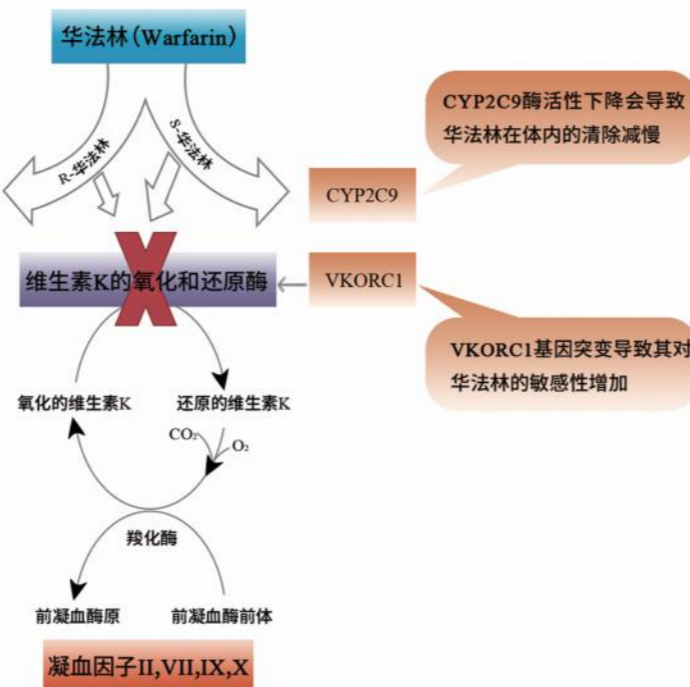 华法林(Warfarin)
R-华法林
S-华法林
CYP2C9酶活性下降会导致
华法林在体内的清除减慢
CYP2C9
维生素K的氧化和还原酶
VKORC1
VKORC1基因突变导致其对
华法林的敏感性增加
氧化的维生素K
还原的维生素K
CO₂
O₂
羧化酶
前凝血酶原
前凝血酶前体
凝血因子II,VII,IX,X